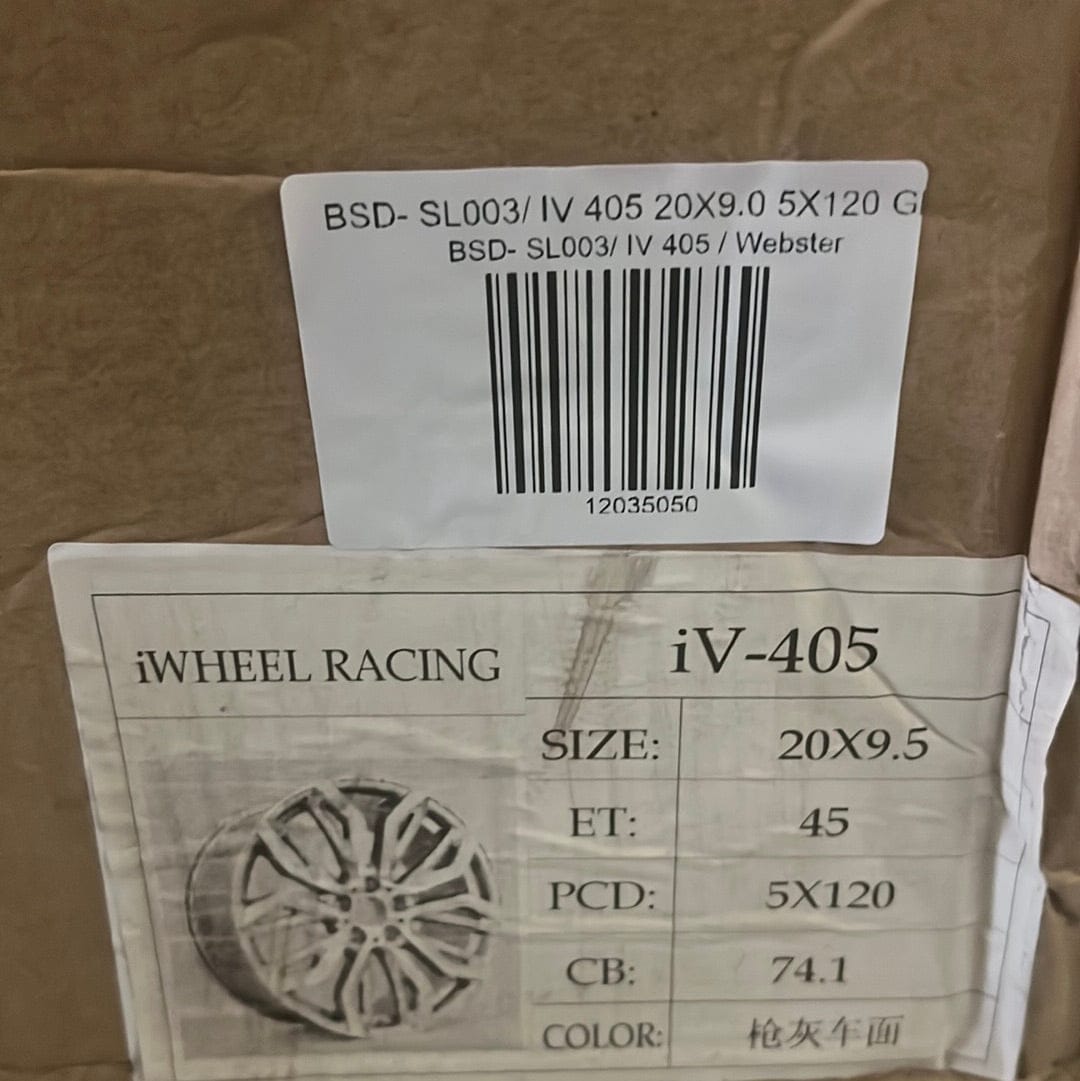 BSD- SL003/ IV 405 20X9.0 5X120 G
BSD- SL003/ IV 405 / Webster
12035050
iWHEEL RACING
iV-405
SIZE: 20X9.5
ET: 45
PCD: 5X120
CB: 74.1
COLOR: 枪灰车面